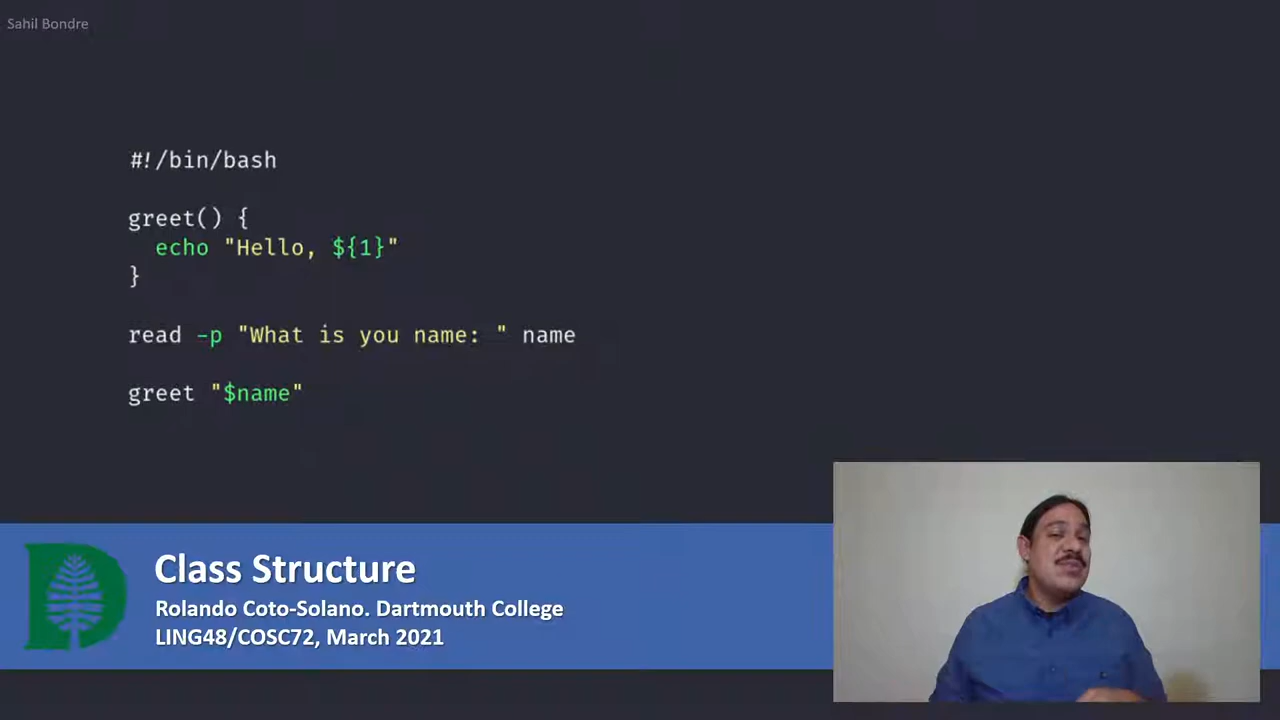 Sahil Bondre
#!/bin/bash
greet() {
  echo "Hello, ${1}"
}
read -p "What is you name: " name
greet "$name"
Class Structure
Rolando Coto-Solano. Dartmouth College
LING48/COSC72, March 2021